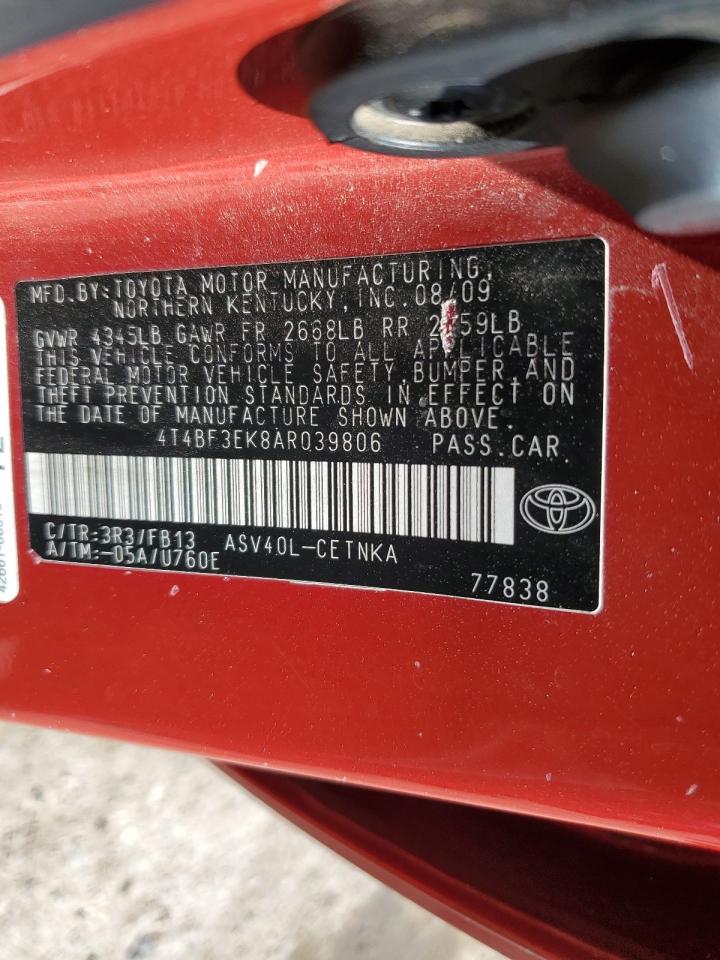 MFD.BY:TOYOTA MOTOR MANUFACTURING,
NORTHERN KENTUCKY,INC.08/09
GVWR 4345LB GAWR FR 2668LB RR LB
THIS VEHICLE CONFORMS TO ALL APPLICABLE
FEDERAL MOTOR VEHICLE SAFETY,BUMPER,AND
THEFT PREVENTION STANDARDS IN EFFECT ON
THE DATE OF MANUFACTURE SHOWN ABOVE.
4T4BF3EK8AR039806 PASS.CAR
C/TR:3R3/FB13 ASV40L-CETNKA
A/TM:-05A/U760E
77838